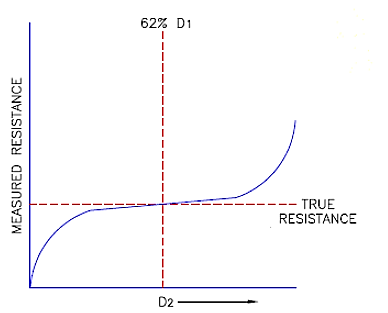 62% D1
MEASURED RESISTANCE
TRUE
RESISTANCE
D2